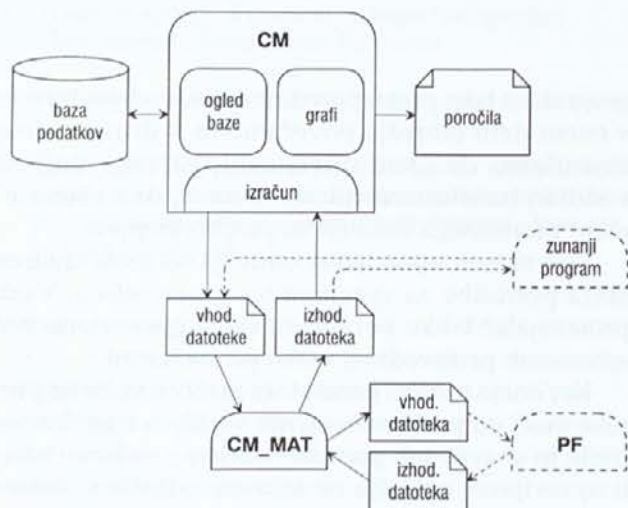 CM
baza
podatkov
ogled
baze
grafi
poročila
izračun
zunanji
program
vhod.
datoteke
izhod.
datoteka
vhod.
datoteka
CM_MAT
PF
izhod.
datoteka